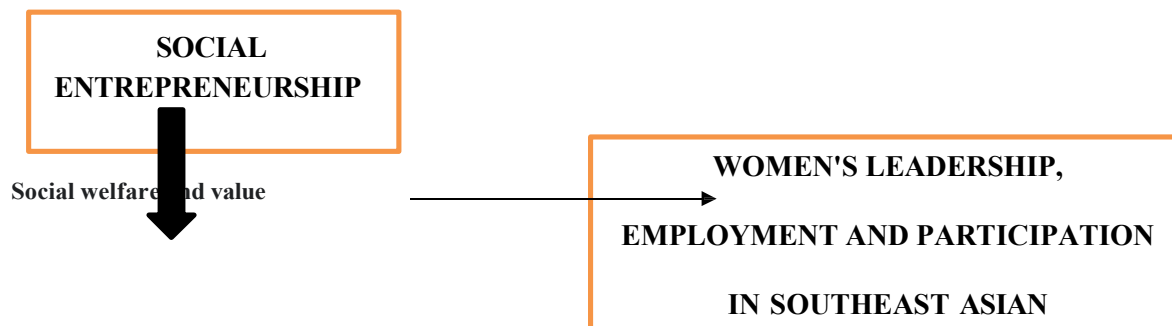 SOCIAL
ENTREPRENEURSHIP
Social welfare and value
WOMEN'S LEADERSHIP,
EMPLOYMENT AND PARTICIPATION
IN SOUTHEAST ASIAN